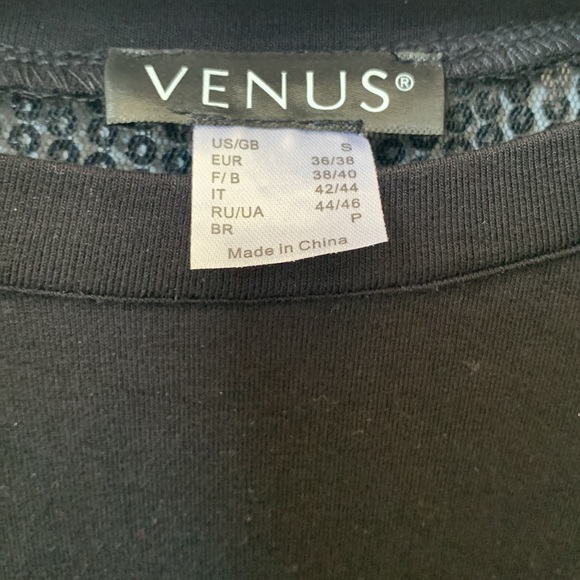 VENUS®
US/GB S
EUR 36/38
F/B 38/40
IT 42/44
RU/UA 44/46
BR P
Made in China